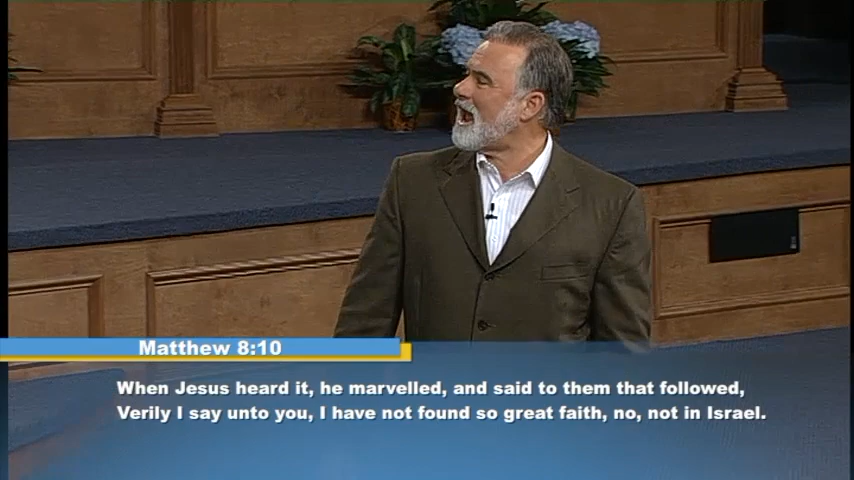 Matthew 8:10
When Jesus heard it, he marvelled, and said to them that followed,
Verily I say unto you, I have not found so great faith, no, not in Israel.